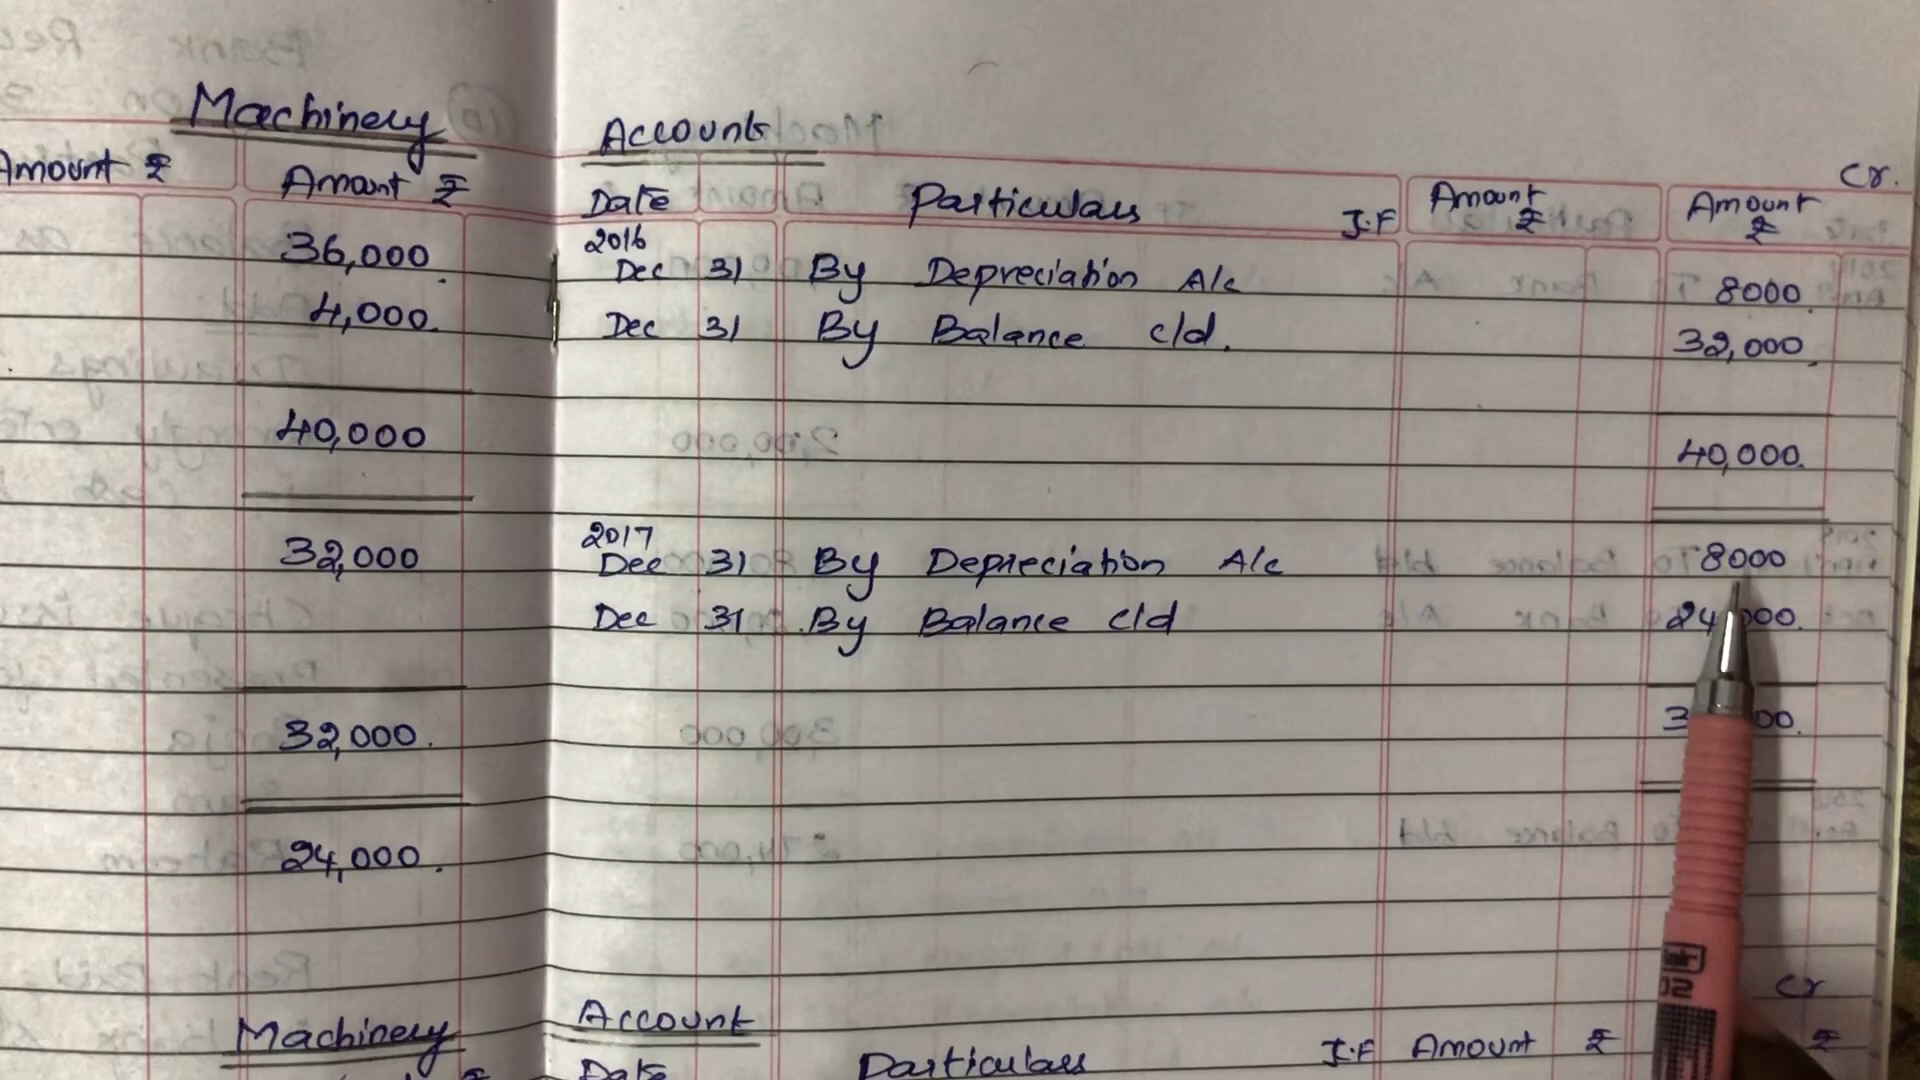 Machinery Accounts
Cr.
Amount ₹ Amount ₹ Date Particulars J.F Amount ₹ Amount ₹
2016
36,000. Dec 31 By Depreciation A/c 8000
4,000. Dec 31 By Balance c/d. 32,000.
40,000 40,000.
2017
32,000 Dec 31 By Depreciation A/c 8000
Dec 31 By Balance c/d
32,000.
24,000.
Cr
Machinery Account
₹ Date Particulars J.F Amount ₹ ₹